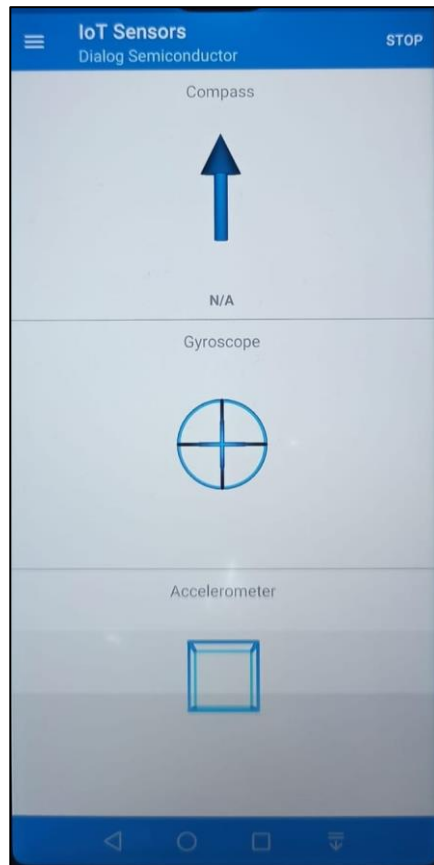 IoT Sensors
STOP
Dialog Semiconductor
Compass
N/A
Gyroscope
Accelerometer